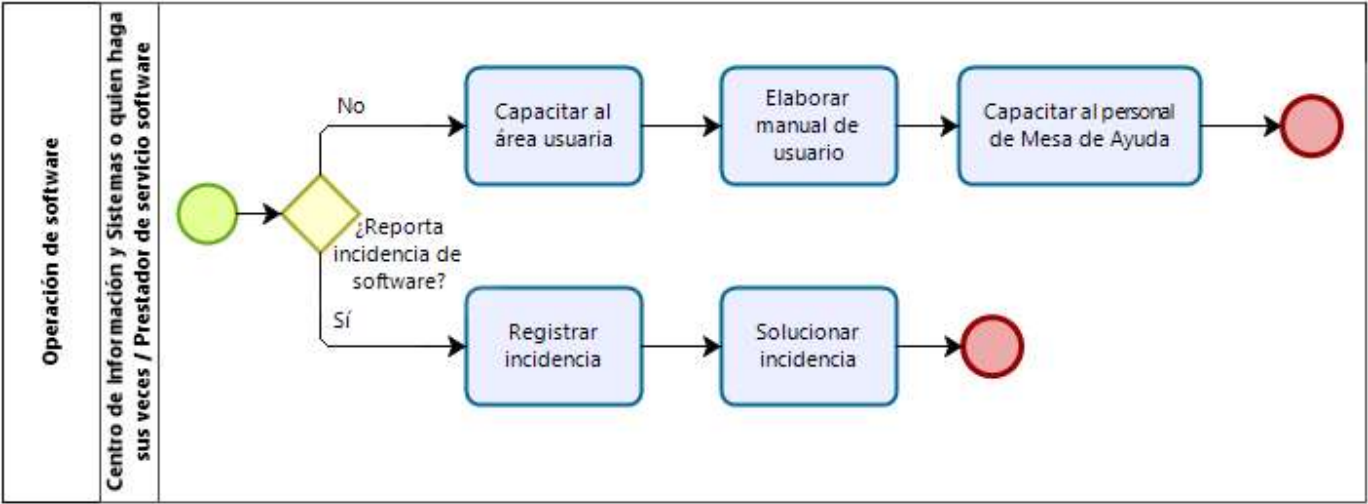 Operación de software
Centro de Información y Sistemas o quien haga
sus veces / Prestador de servicio software
No
Capacitar al
área usuaria
Elaborar
manual de
usuario
Capacitar al personal
de Mesa de Ayuda
¿Reporta
incidencia de
software?
Sí
Registrar
incidencia
Solucionar
incidencia